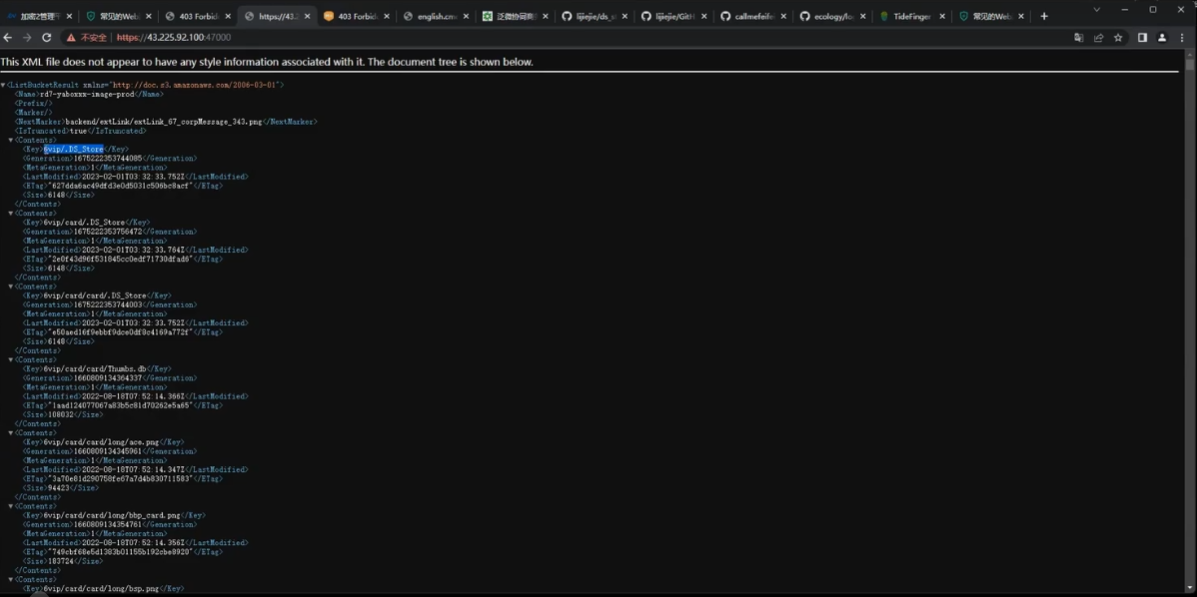 加密2管理
常见的Web
403 Forbid
https://43.
403 Forbid
english.cn
泛微协同
lijiejie/ds_s
lijiejie/GitH
callmefeife
ecology/lo
TideFinger
常见的Web
不安全 https://43.225.92.100:47000
This XML file does not appear to have any style information associated with it. The document tree is shown below.
▼<ListBucketResult xmlns="http://doc.s3.amazonaws.com/2006-03-01">
<Name>rd7-yaboxxx-image-prod</Name>
<Prefix/>
<Marker/>
<NextMarker>backend/extLink/extLink_67_corpMessage_343.png</NextMarker>
<IsTruncated>true</IsTruncated>
▼<Contents>
<Key>6vip/.DS_Store</Key>
<Generation>1675222353744085</Generation>
<MetaGeneration>1</MetaGeneration>
<LastModified>2023-02-01T03:32:33.752Z</LastModified>
<ETag>"627dda6ac49dfd3e0d5031c506bc8acf"</ETag>
<Size>6148</Size>
</Contents>
▼<Contents>
<Key>6vip/card/.DS_Store</Key>
<Generation>1675222353756472</Generation>
<MetaGeneration>1</MetaGeneration>
<LastModified>2023-02-01T03:32:33.764Z</LastModified>
<ETag>"2e0f43d96f531845cc0edf71730dfad6"</ETag>
<Size>6148</Size>
</Contents>
▼<Contents>
<Key>6vip/card/card/.DS_Store</Key>
<Generation>1675222353744003</Generation>
<MetaGeneration>1</MetaGeneration>
<LastModified>2023-02-01T03:32:33.752Z</LastModified>
<ETag>"e50aed16f9ebbf9dce0df8c4169a772f"</ETag>
<Size>6148</Size>
</Contents>
▼<Contents>
<Key>6vip/card/card/Thumbs.db</Key>
<Generation>1660809134364337</Generation>
<MetaGeneration>1</MetaGeneration>
<LastModified>2022-08-18T07:52:14.366Z</LastModified>
<ETag>"1aad124077067a83b5c81d70262e5a65"</ETag>
<Size>108032</Size>
</Contents>
▼<Contents>
<Key>6vip/card/card/long/ace.png</Key>
<Generation>1660809134345961</Generation>
<MetaGeneration>1</MetaGeneration>
<LastModified>2022-08-18T07:52:14.347Z</LastModified>
<ETag>"3a70e81d290758fe67a7d4b830711583"</ETag>
<Size>94423</Size>
</Contents>
▼<Contents>
<Key>6vip/card/card/long/bbp_card.png</Key>
<Generation>1660809134354761</Generation>
<MetaGeneration>1</MetaGeneration>
<LastModified>2022-08-18T07:52:14.356Z</LastModified>
<ETag>"749cbf68e5d1383b01155b192cbe8920"</ETag>
<Size>183724</Size>
</Contents>
▼<Contents>
<Key>6vip/card/card/long/bsp.png</Key>